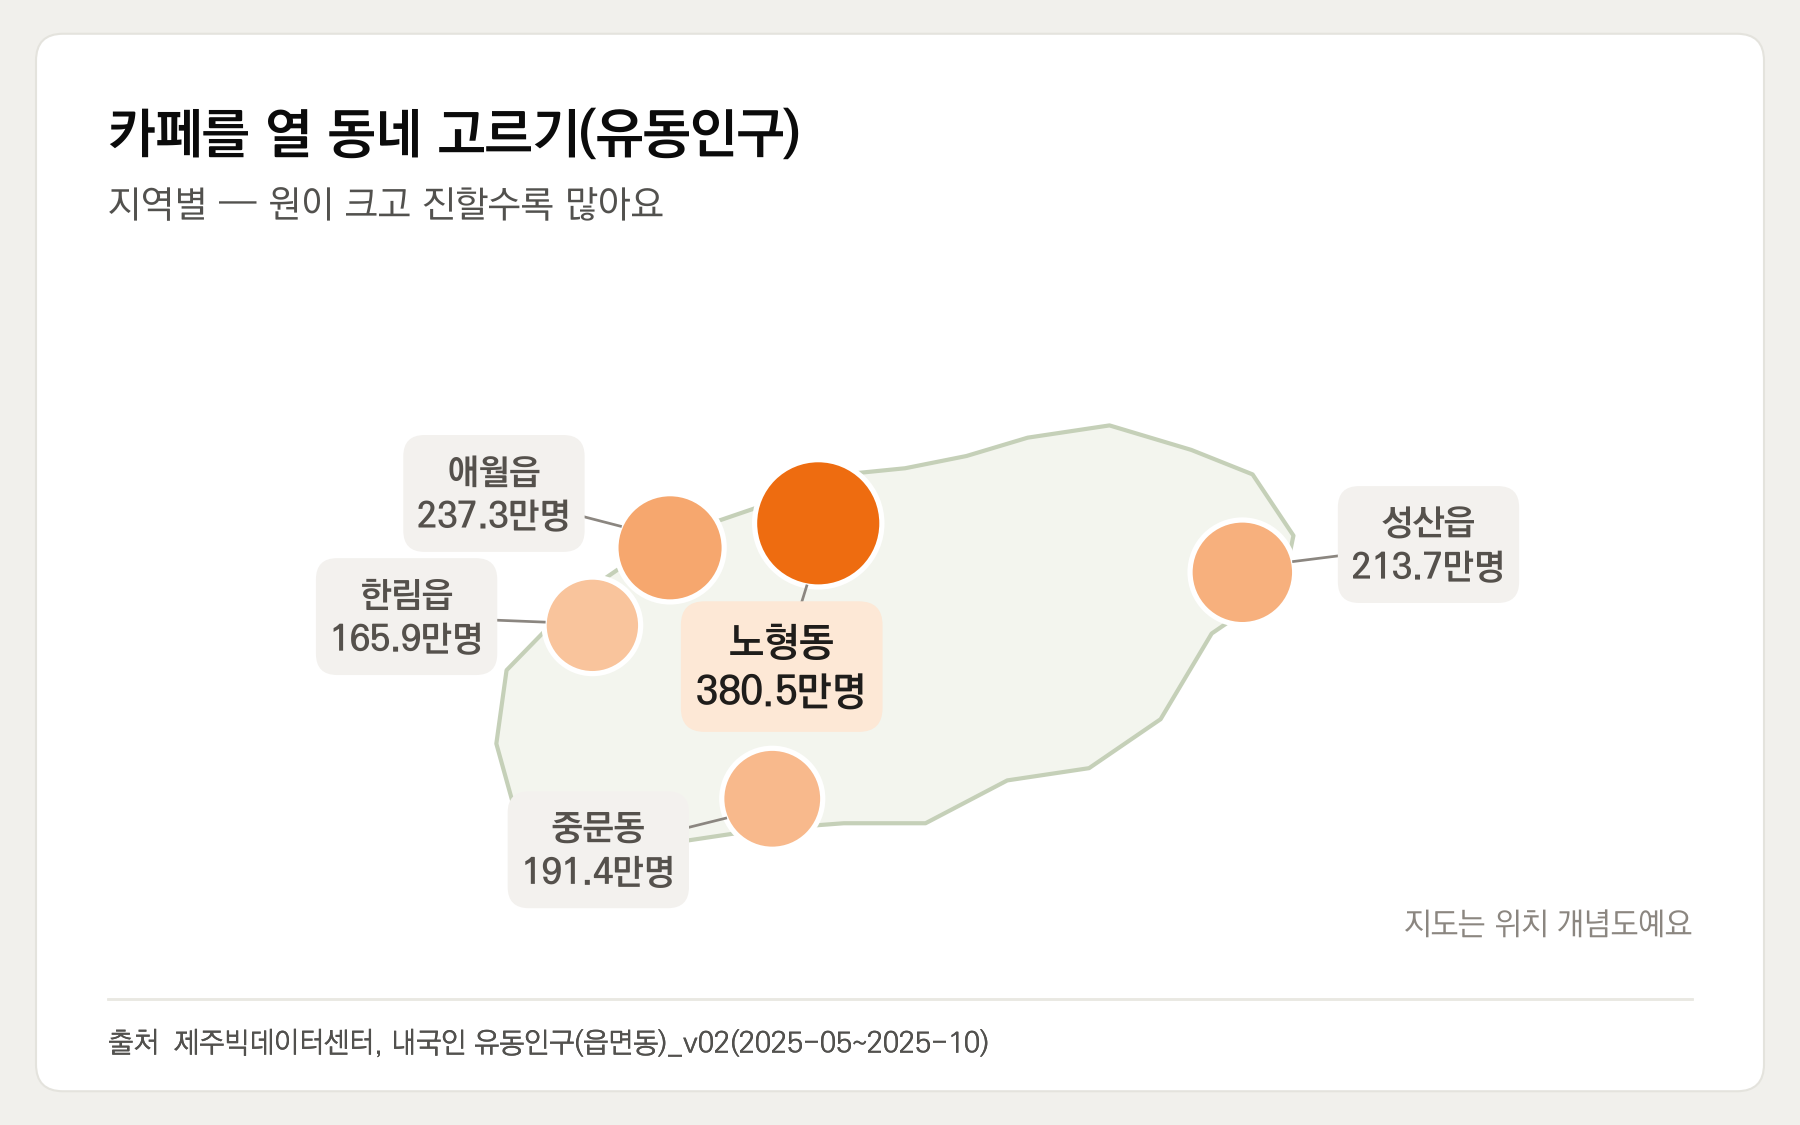 카페를 열 동네 고르기(유동인구)
지역별 — 원이 크고 진할수록 많아요
애월읍
237.3만명
성산읍
213.7만명
한림읍
165.9만명
노형동
380.5만명
중문동
191.4만명
지도는 위치 개념도예요
출처 제주빅데이터센터, 내국인 유동인구(읍면동)_v02(2025-05~2025-10)